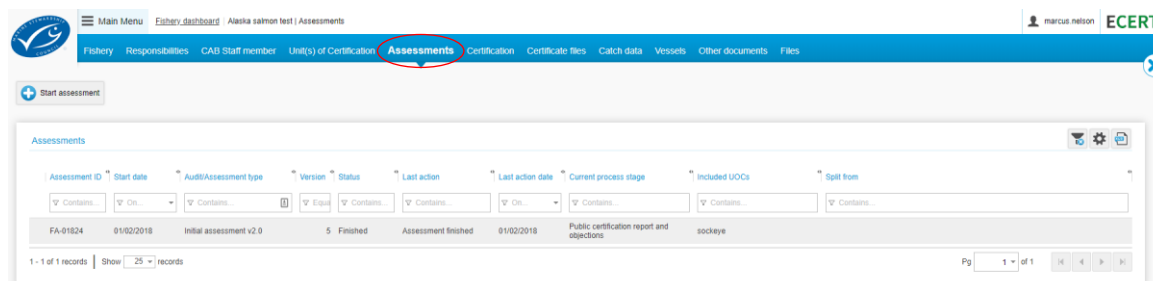 Main Menu Fishery dashboard | Alaska salmon test | Assessments marcus.nelson ECERT
Fishery Responsibilities CAB Staff member Unit(s) of Certification Assessments Certification Certificate files Catch data Vessels Other documents Files
Start assessment
Assessments
Assessment ID Start date Audit/Assessment type Version Status Last action Last action date Current process stage Included UOCs Split from
Contains... On... Contains... Equa Contains... Contains... On... Contains... Contains... Contains...
FA-01824 01/02/2018 Initial assessment v2.0 5 Finished Assessment finished 01/02/2018 Public certification report and sockeye
objections
1 - 1 of 1 records | Show 25 records Pg 1 of 1